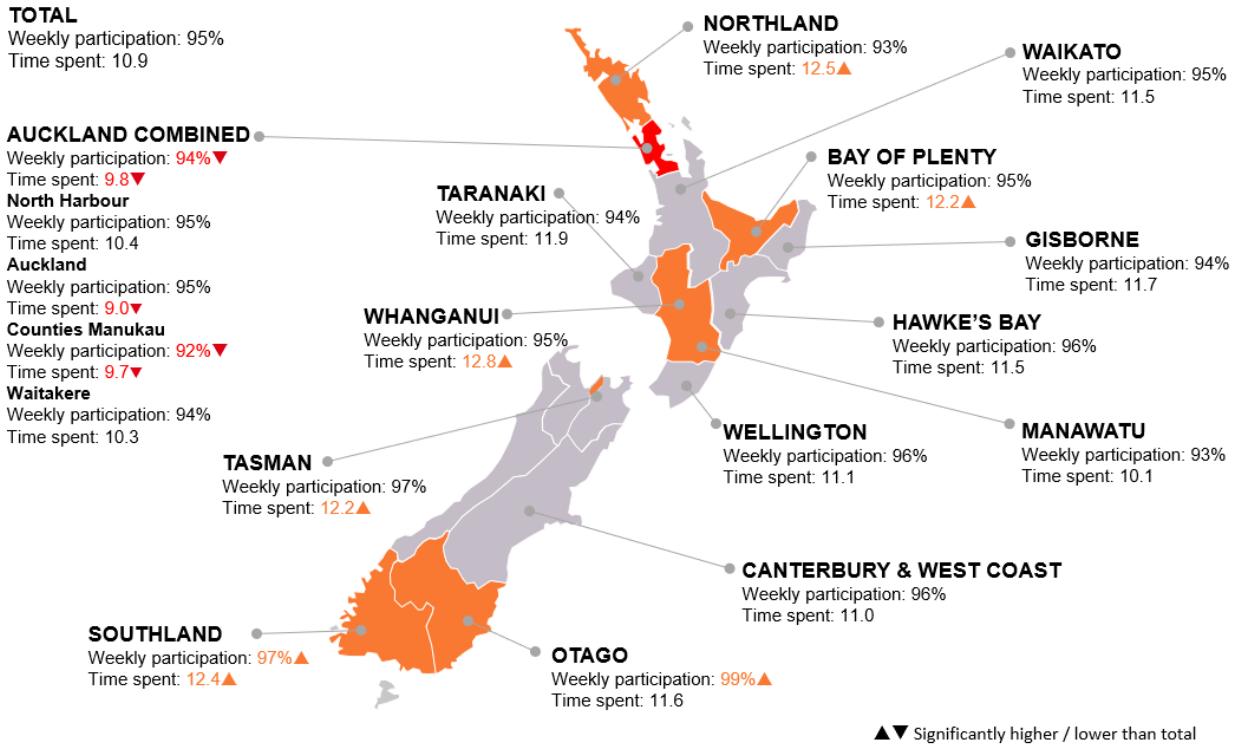 TOTAL
Weekly participation: 95%
Time spent: 10.9
NORTHLAND
Weekly participation: 93%
Time spent: 12.5▲
WAIKATO
Weekly participation: 95%
Time spent: 11.5
AUCKLAND COMBINED
Weekly participation: 94%▼
Time spent: 9.8▼
North Harbour
Weekly participation: 95%
Time spent: 10.4
Auckland
Weekly participation: 95%
Time spent: 9.0▼
Counties Manukau
Weekly participation: 92%▼
Time spent: 9.7▼
Waitakere
Weekly participation: 94%
Time spent: 10.3
BAY OF PLENTY
Weekly participation: 95%
Time spent: 12.2▲
TARANAKI
Weekly participation: 94%
Time spent: 11.9
GISBORNE
Weekly participation: 94%
Time spent: 11.7
WHANGANUI
Weekly participation: 95%
Time spent: 12.8▲
HAWKE'S BAY
Weekly participation: 96%
Time spent: 11.5
WELLINGTON
Weekly participation: 96%
Time spent: 11.1
MANAWATU
Weekly participation: 93%
Time spent: 10.1
TASMAN
Weekly participation: 97%
Time spent: 12.2▲
CANTERBURY & WEST COAST
Weekly participation: 96%
Time spent: 11.0
SOUTHLAND
Weekly participation: 97%▲
Time spent: 12.4▲
OTAGO
Weekly participation: 99%▲
Time spent: 11.6
▲▼ Significantly higher / lower than total